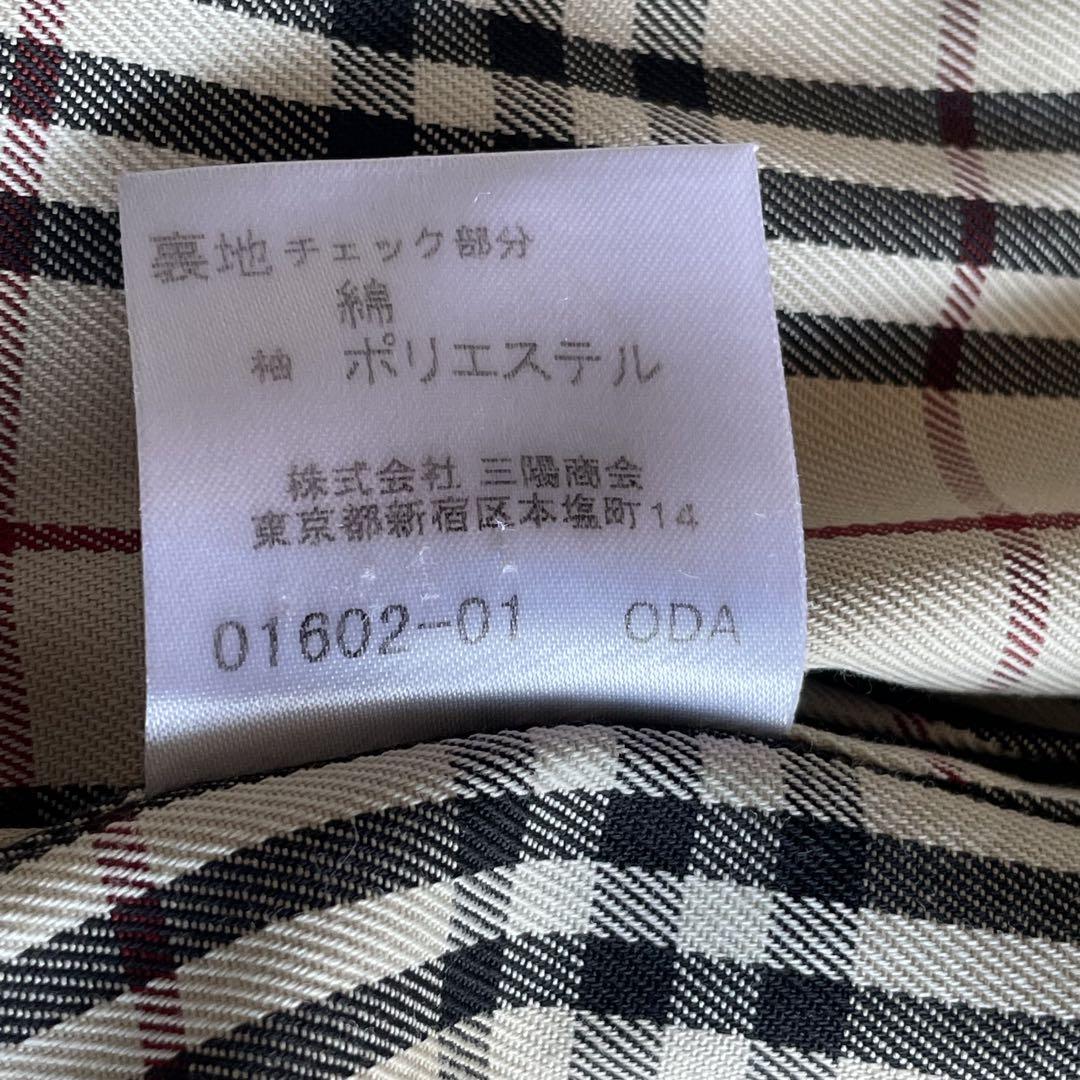 裏地 チェック部分
綿
袖 ポリエステル
株式会社 三陽商会
東京都新宿区本塩町14
01602-01 ODA